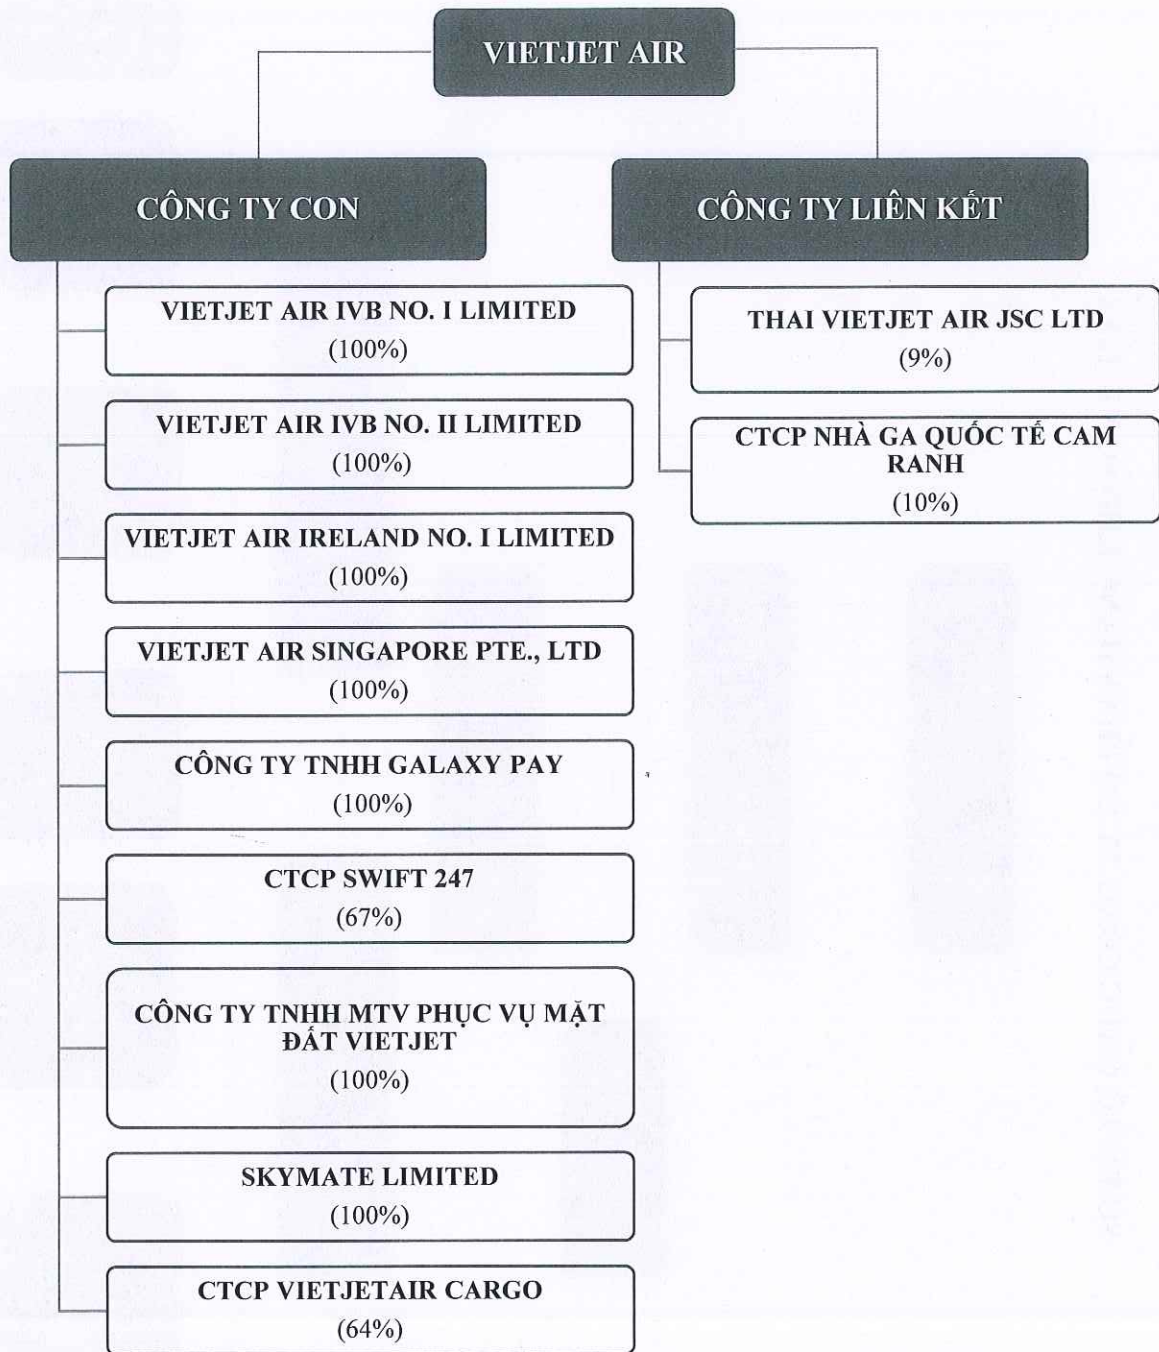 VIETJET AIR
CÔNG TY CON
VIETJET AIR IVB NO. I LIMITED
(100%)
VIETJET AIR IVB NO. II LIMITED
(100%)
VIETJET AIR IRELAND NO. I LIMITED
(100%)
VIETJET AIR SINGAPORE PTE., LTD
(100%)
CÔNG TY TNHH GALAXY PAY
(100%)
CTCP SWIFT 247
(67%)
CÔNG TY TNHH MTV PHỤC VỤ MẶT
ĐẤT VIETJET
(100%)
SKYMATE LIMITED
(100%)
CTCP VIETJETAIR CARGO
(64%)
CÔNG TY LIÊN KẾT
THAI VIETJET AIR JSC LTD
(9%)
CTCP NHÀ GA QUỐC TẾ CAM
RANH
(10%)